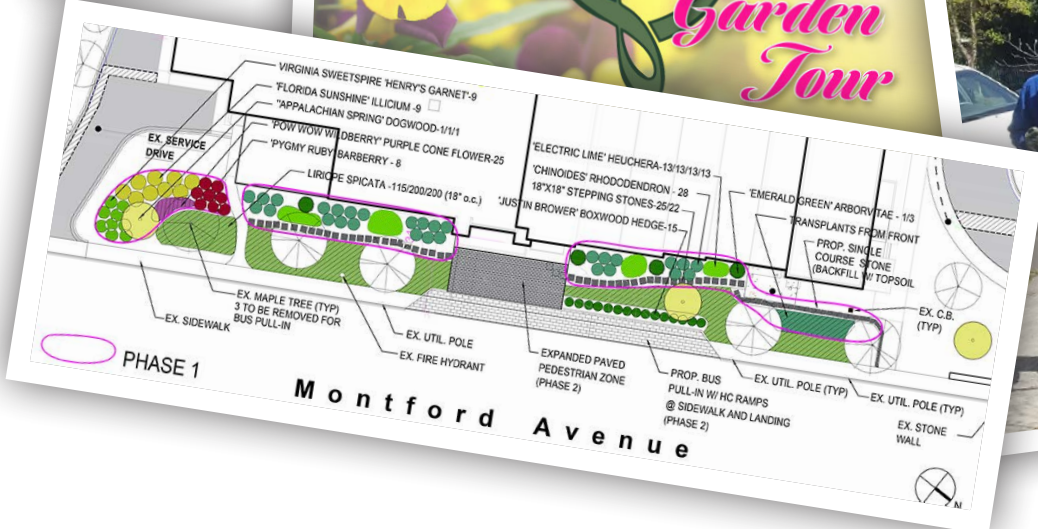 Garden
Tour
VIRGINIA SWEETSPIRE 'HENRY'S GARNET'-9
'FLORIDA SUNSHINE' ILLICIUM -9
"APPALACHIAN SPRING' DOGWOOD-1/1/1
'POW WOW WILDBERRY' PURPLE CONE FLOWER-25
'PYGMY RUBY' BARBERRY - 8
LIRIOPE SPICATA -115/200/200 (18" o.c.)
EX. SERVICE
DRIVE
'ELECTRIC LIME' HEUCHERA-13/13/13/13
'CHINOIDES' RHODODENDRON - 28
18"X18" STEPPING STONES-25/22
'JUSTIN BROWER' BOXWOOD HEDGE-15
'EMERALD GREEN' ARBORVITAE - 1/3
TRANSPLANTS FROM FRONT
PROP. SINGLE
COURSE STONE
(BACKFILL W/ TOPSOIL
EX. C.B.
(TYP)
EX. MAPLE TREE (TYP)
3 TO BE REMOVED FOR
BUS PULL-IN
EX. SIDEWALK
EX. UTIL. POLE
EX. FIRE HYDRANT
EXPANDED PAVED
PEDESTRIAN ZONE
(PHASE 2)
PROP. BUS
PULL-IN W/ HC RAMPS
@ SIDEWALK AND LANDING
(PHASE 2)
EX. UTIL. POLE (TYP)
EX. UTIL. POLE (TYP)
EX. STONE
WALL
PHASE 1
Montford Avenue
N